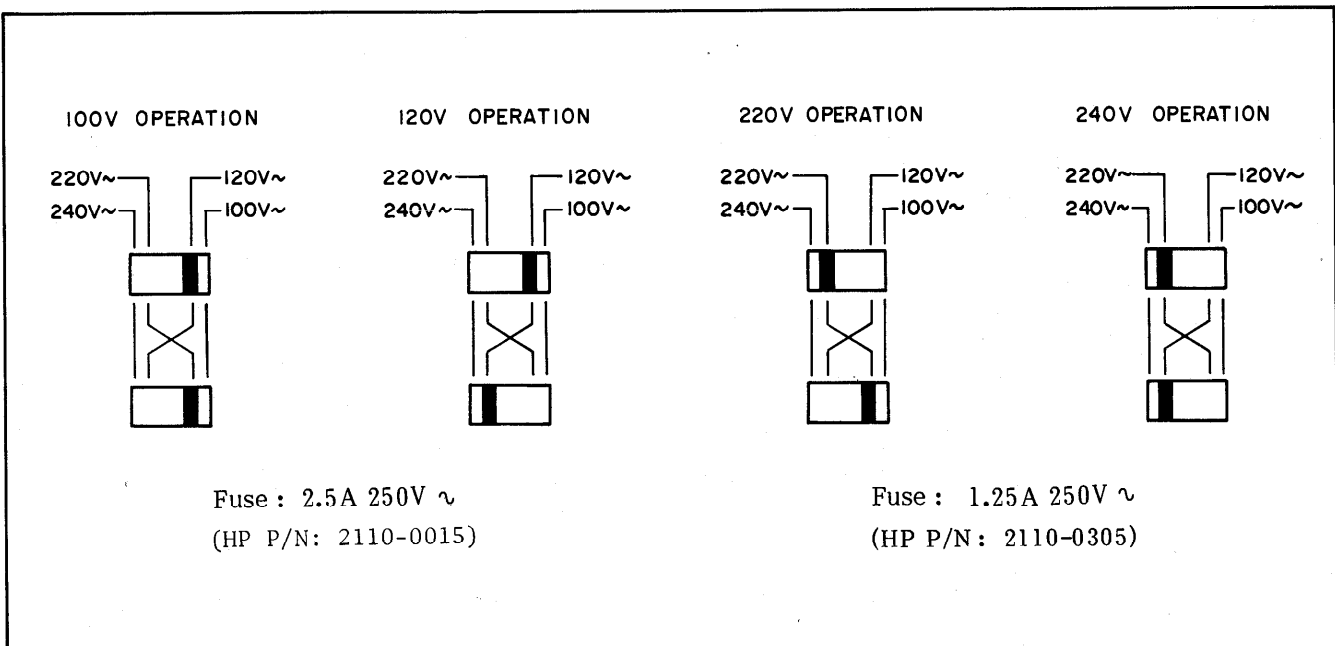 100V OPERATION
220V~ 120V~
240V~ 100V~
120V OPERATION
220V~ 120V~
240V~ 100V~
220V OPERATION
220V~ 120V~
240V~ 100V~
240V OPERATION
220V~ 120V~
240V~ 100V~
Fuse : 2.5A 250V ~
(HP P/N: 2110-0015)
Fuse : 1.25A 250V ~
(HP P/N : 2110-0305)